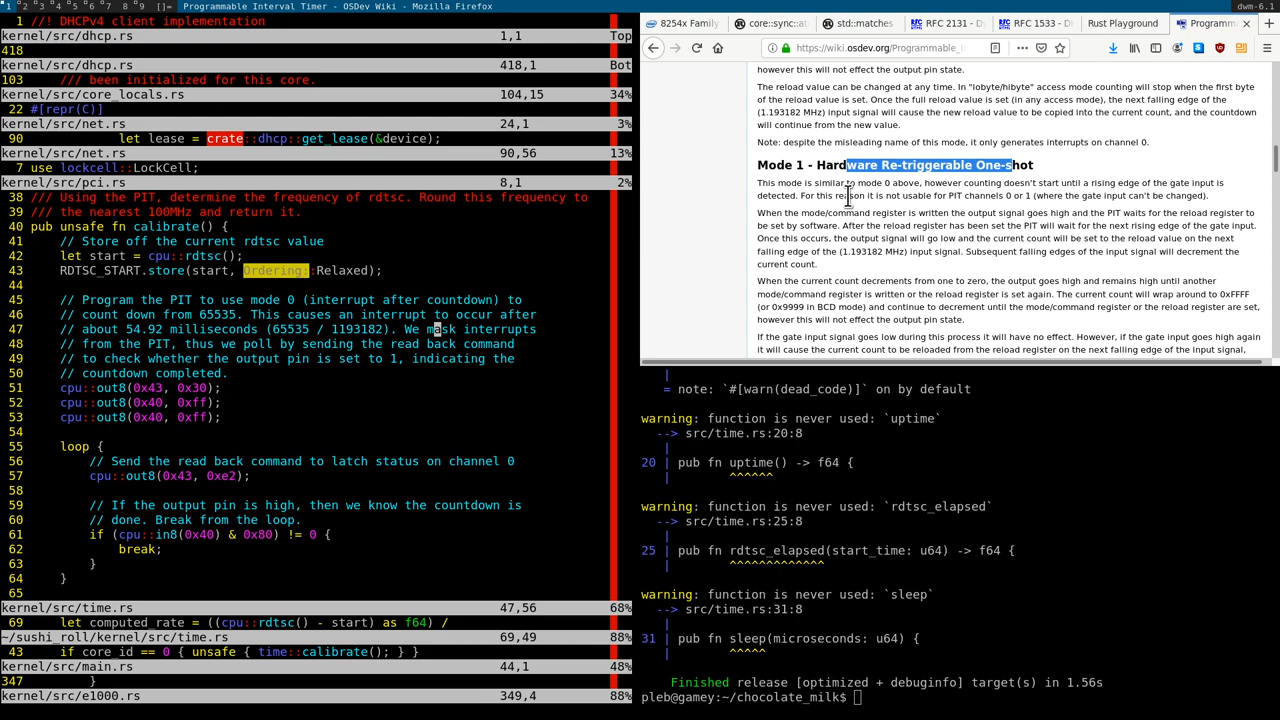 1 2 3 4 5 6 7 8 9 []= Programmable Interval Timer - OSDev Wiki - Mozilla Firefox dwm-6.1
1 //! DHCPv4 client implementation
kernel/src/dhcp.rs 1,1 Top
418
kernel/src/dhcp.rs 418,1 Bot
103 /// been initialized for this core.
kernel/src/core_locals.rs 104,15 34%
22 #[repr(C)]
kernel/src/net.rs 24,1 3%
90 let lease = crate::dhcp::get_lease(&device);
kernel/src/net.rs 90,56 13%
7 use lockcell::LockCell;
kernel/src/pci.rs 8,1 2%
38 /// Using the PIT, determine the frequency of rdtsc. Round this frequency to
39 /// the nearest 100MHz and return it.
40 pub unsafe fn calibrate() {
41 // Store off the current rdtsc value
42 let start = cpu::rdtsc();
43 RDTSC_START.store(start, Ordering::Relaxed);
44
45 // Program the PIT to use mode 0 (interrupt after countdown) to
46 // count down from 65535. This causes an interrupt to occur after
47 // about 54.92 milliseconds (65535 / 1193182). We mask interrupts
48 // from the PIT, thus we poll by sending the read back command
49 // to check whether the output pin is set to 1, indicating the
50 // countdown completed.
51 cpu::out8(0x43, 0x30);
52 cpu::out8(0x40, 0xff);
53 cpu::out8(0x40, 0xff);
54
55 loop {
56 // Send the read back command to latch status on channel 0
57 cpu::out8(0x43, 0xe2);
58
59 // If the output pin is high, then we know the countdown is
60 // done. Break from the loop.
61 if (cpu::in8(0x40) & 0x80) != 0 {
62 break;
63 }
64 }
65
kernel/src/time.rs 47,56 68%
69 let computed_rate = ((cpu::rdtsc() - start) as f64) /
~/sushi_roll/kernel/src/time.rs 69,49 88%
43 if core_id == 0 { unsafe { time::calibrate(); } }
kernel/src/main.rs 44,1 48%
347 }
kernel/src/e1000.rs 349,4 88%
8254x Family core::sync::at std::matches RFC 2131 - D RFC 1533 - D Rust Playground Programm
https://wiki.osdev.org/Programmable_I
however this will not effect the output pin state.
The reload value can be changed at any time. In "lobyte/hibyte" access mode counting will stop when the first byte
of the reload value is set. Once the full reload value is set (in any access mode), the next falling edge of the
(1.193182 MHz) input signal will cause the new reload value to be copied into the current count, and the countdown
will continue from the new value.
Note: despite the misleading name of this mode, it only generates interrupts on channel 0.
Mode 1 - Hardware Re-triggerable One-shot
This mode is similar to mode 0 above, however counting doesn't start until a rising edge of the gate input is
detected. For this reason it is not usable for PIT channels 0 or 1 (where the gate input can't be changed).
When the mode/command register is written the output signal goes high and the PIT waits for the reload register to
be set by software. After the reload register has been set the PIT will wait for the next rising edge of the gate input.
Once this occurs, the output signal will go low and the current count will be set to the reload value on the next
falling edge of the (1.193182 MHz) input signal. Subsequent falling edges of the input signal will decrement the
current count.
When the current count decrements from one to zero, the output goes high and remains high until another
mode/command register is written or the reload register is set again. The current count will wrap around to 0xFFFF
(or 0x9999 in BCD mode) and continue to decrement until the mode/command register or the reload register are set,
however this will not effect the output pin state.
If the gate input signal goes low during this process it will have no effect. However, if the gate input goes high again
it will cause the current count to be reloaded from the reload register on the next falling edge of the input signal,
|
= note: `#[warn(dead_code)]` on by default
warning: function is never used: `uptime`
--> src/time.rs:20:8
|
20 | pub fn uptime() -> f64 {
| ^^^^^^
warning: function is never used: `rdtsc_elapsed`
--> src/time.rs:25:8
|
25 | pub fn rdtsc_elapsed(start_time: u64) -> f64 {
| ^^^^^^^^^^^^^
warning: function is never used: `sleep`
--> src/time.rs:31:8
|
31 | pub fn sleep(microseconds: u64) {
| ^^^^^
Finished release [optimized + debuginfo] target(s) in 1.56s
pleb@gamey:~/chocolate_milk$